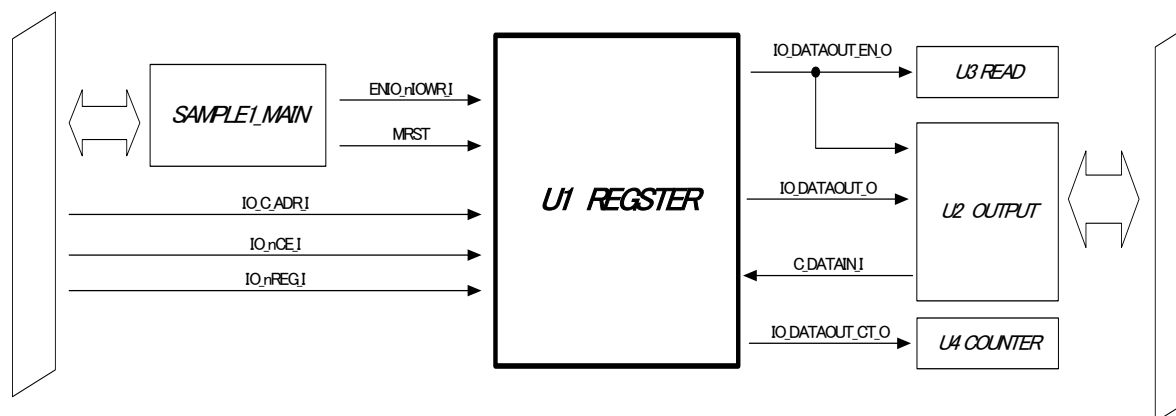 IO_DATAOUT_EN_O
U3 READ
ENIO_nIOWR_I
SAMPLE1_MAIN
MRST
IO_C_ADR_I
U1 REGSTER
IO_DATAOUT_O
U2 OUTPUT
IO_nCE_I
C_DATAIN_I
IO_nREG_I
IO_DATAOUT_CT_O
U4 COUNTER